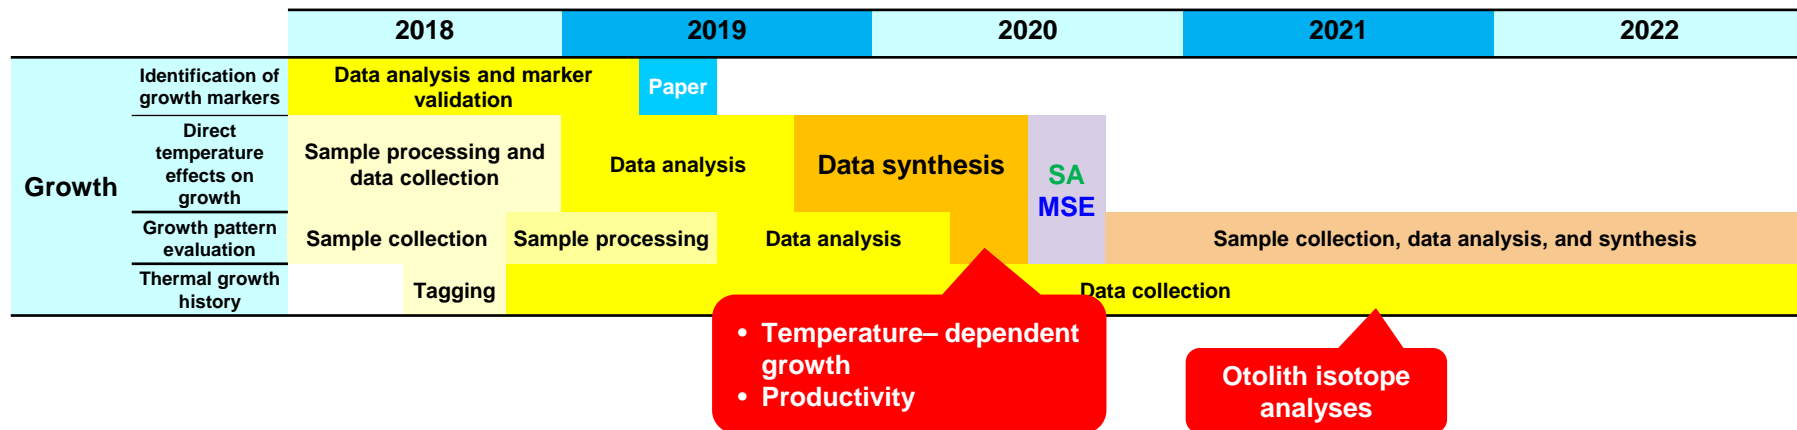 2018 2019 2020 2021 2022
Growth
Identification of
growth markers
Data analysis and marker
validation
Paper
Direct
temperature
effects on
growth
Sample processing and
data collection
Data analysis
Data synthesis
SA
MSE
Growth pattern
evaluation
Sample collection
Sample processing
Data analysis
Sample collection, data analysis, and synthesis
Thermal growth
history
Tagging
Data collection
• Temperature– dependent
growth
• Productivity
Otolith isotope
analyses